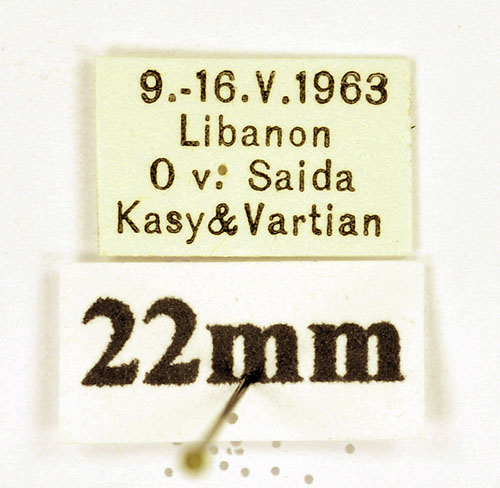 9.-16.V.1963
Libanon
O v. Saida
Kasy&Vartian
22mm